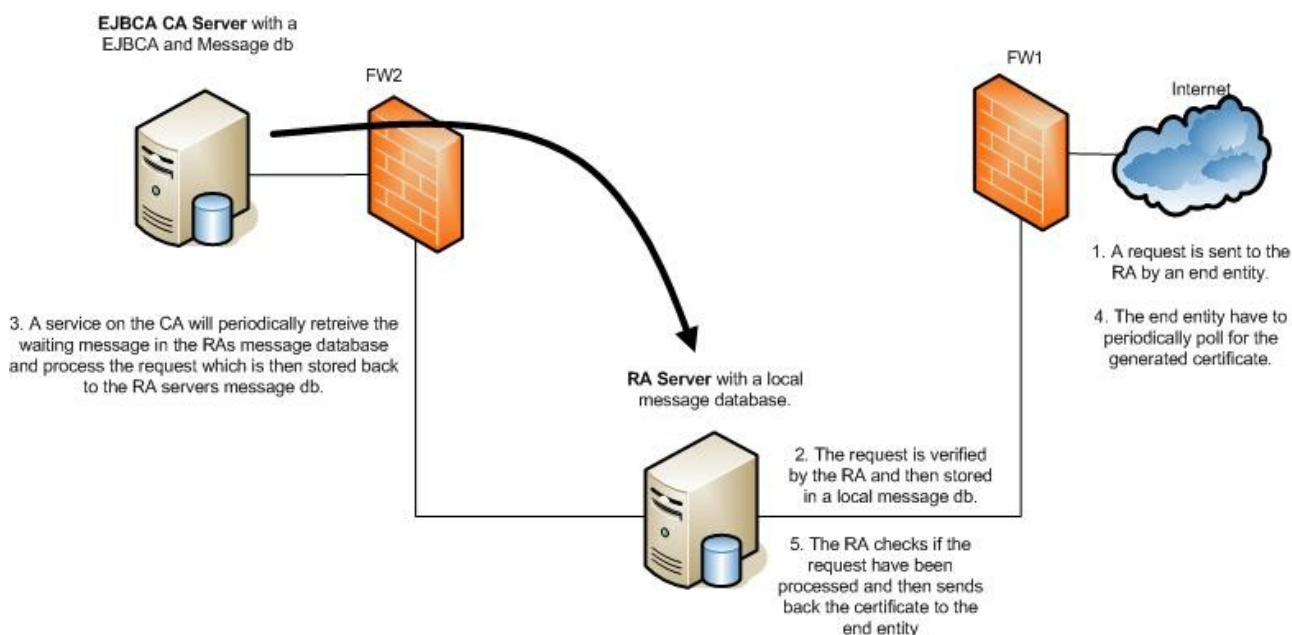 EJBCA CA Server with a
EJBCA and Message db
FW2
FW1
Internet
1. A request is sent to the
RA by an end entity.
4. The end entity have to
periodically poll for the
generated certificate.
3. A service on the CA will periodically retreive the
waiting message in the RAs message database
and process the request which is then stored back
to the RA servers message db.
RA Server with a local
message database.
2. The request is verified
by the RA and then stored
in a local message db.
5. The RA checks if the
request have been
processed and then sends
back the certificate to the
end entity